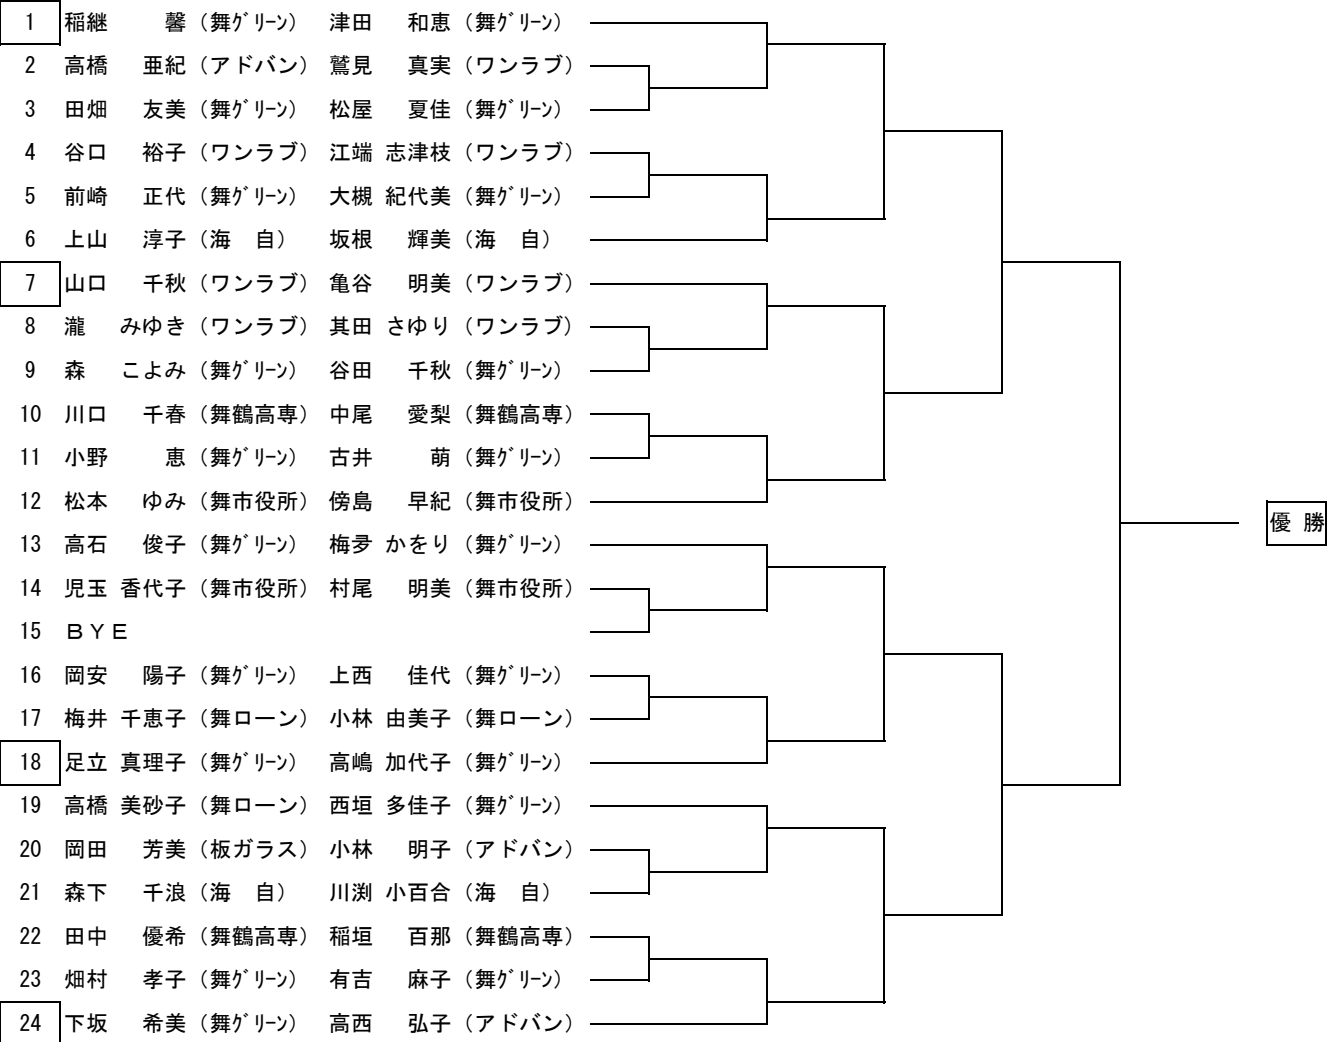 1 稲継 馨（舞ｸﾞﾘｰﾝ） 津田 和恵（舞ｸﾞﾘｰﾝ）
2 高橋 亜紀（アドバン） 鷲見 真実（ワンラブ）
3 田畑 友美（舞ｸﾞﾘｰﾝ） 松屋 夏佳（舞ｸﾞﾘｰﾝ）
4 谷口 裕子（ワンラブ） 江端 志津枝（ワンラブ）
5 前崎 正代（舞ｸﾞﾘｰﾝ） 大槻 紀代美（舞ｸﾞﾘｰﾝ）
6 上山 淳子（海 自） 坂根 輝美（海 自）
7 山口 千秋（ワンラブ） 亀谷 明美（ワンラブ）
8 瀧 みゆき（ワンラブ） 其田 さゆり（ワンラブ）
9 森 こよみ（舞ｸﾞﾘｰﾝ） 谷田 千秋（舞ｸﾞﾘｰﾝ）
10 川口 千春（舞鶴高専） 中尾 愛梨（舞鶴高専）
11 小野 恵（舞ｸﾞﾘｰﾝ） 古井 萌（舞ｸﾞﾘｰﾝ）
12 松本 ゆみ（舞市役所） 傍島 早紀（舞市役所）
優 勝
13 高石 俊子（舞ｸﾞﾘｰﾝ） 梅夛 かをり（舞ｸﾞﾘｰﾝ）
14 児玉 香代子（舞市役所） 村尾 明美（舞市役所）
15 ＢＹＥ
16 岡安 陽子（舞ｸﾞﾘｰﾝ） 上西 佳代（舞ｸﾞﾘｰﾝ）
17 梅井 千恵子（舞ローン） 小林 由美子（舞ローン）
18 足立 真理子（舞ｸﾞﾘｰﾝ） 高嶋 加代子（舞ｸﾞﾘｰﾝ）
19 高橋 美砂子（舞ローン） 西垣 多佳子（舞ｸﾞﾘｰﾝ）
20 岡田 芳美（板ガラス） 小林 明子（アドバン）
21 森下 千浪（海 自） 川渕 小百合（海 自）
22 田中 優希（舞鶴高専） 稲垣 百那（舞鶴高専）
23 畑村 孝子（舞ｸﾞﾘｰﾝ） 有吉 麻子（舞ｸﾞﾘｰﾝ）
24 下坂 希美（舞ｸﾞﾘｰﾝ） 高西 弘子（アドバン）